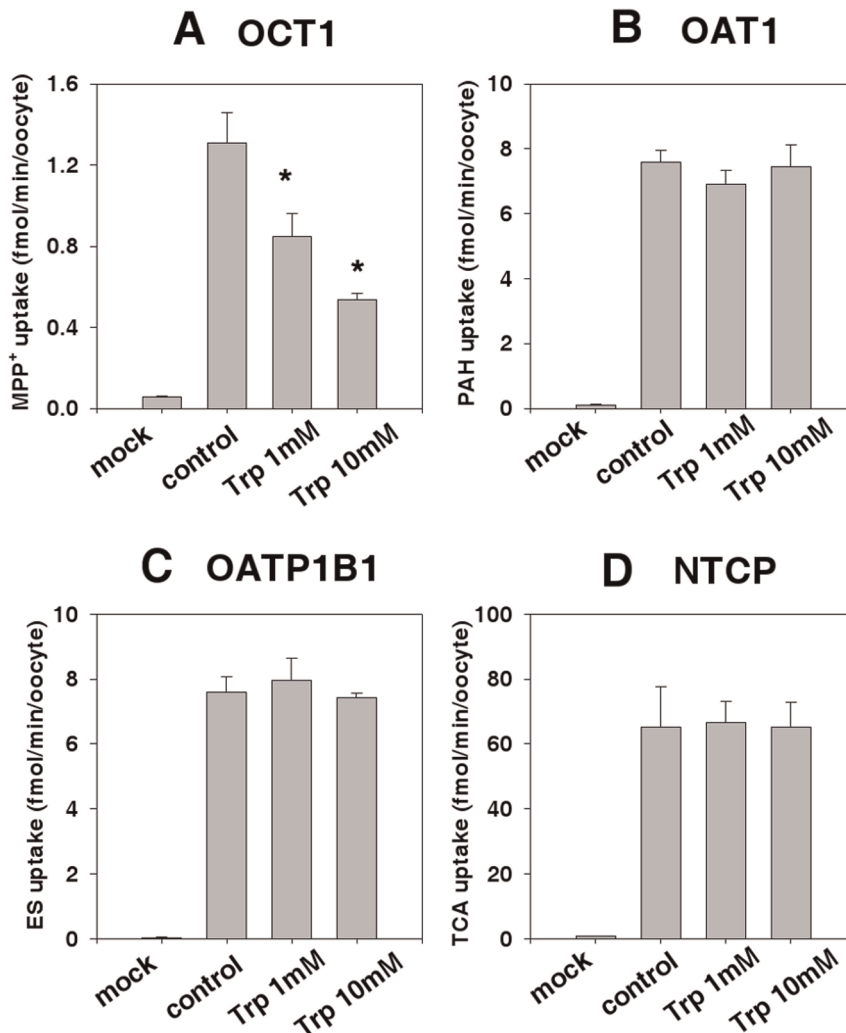 A OCT1
MPP+ uptake (fmol/min/oocyte)
1.6
1.2
0.8
0.4
0.0
*
*
mock
control
Trp 1mM
Trp 10mM
B OAT1
PAH uptake (fmol/min/oocyte)
10
8
6
4
2
0
mock
control
Trp 1mM
Trp 10mM
C OATP1B1
ES uptake (fmol/min/oocyte)
10
8
6
4
2
0
mock
control
Trp 1mM
Trp 10mM
D NTCP
TCA uptake (fmol/min/oocyte)
100
80
60
40
20
0
mock
control
Trp 1mM
Trp 10mM